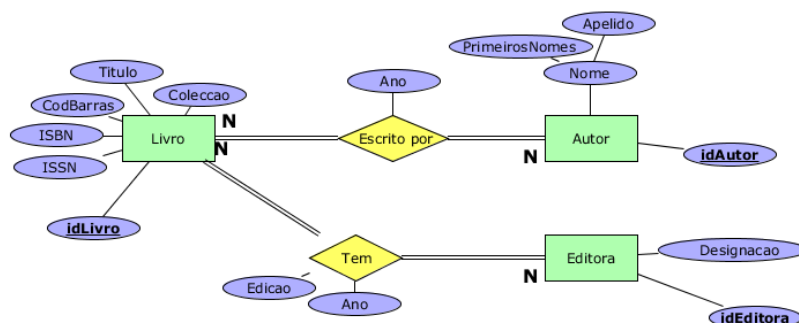 Apelido
PrimeirosNomes
Titulo
Nome
Ano
CodBarras
Coleccao
N
ISBN
Livro
Escrito por
Autor
N
N
idAutor
ISSN
idLivro
Designacao
Tem
Editora
N
Edicao
Ano
idEditora